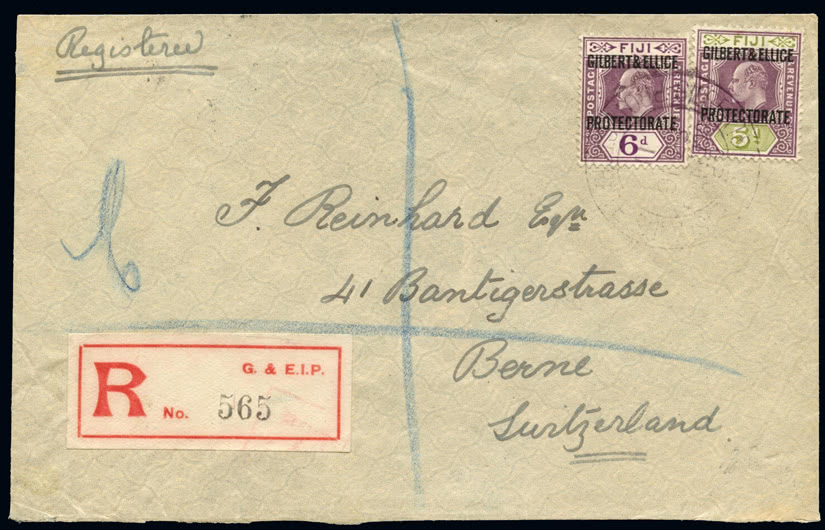 Registered
FIJI
GILBERT & ELLICE
POSTAGE
REVENUE
PROTECTORATE
6d
FIJI
GILBERT & ELLICE
POSTAGE
REVENUE
PROTECTORATE
5d
F. Reinhard Esqre
41 Bantigerstrasse
Berne
Switzerland.
R
G. & E.I.P.
No. 565